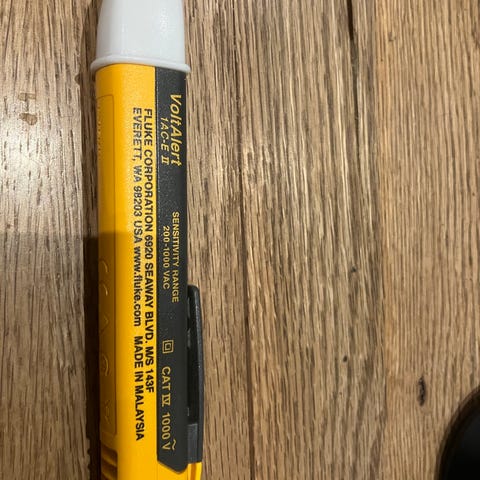 VoltAlert
1AC-E II
SENSITIVITY RANGE
200-1000 VAC
CAT IV 1000 V ~
FLUKE CORPORATION 6920 SEAWAY BLVD. M/S 143F
EVERETT, WA 98203 USA www.fluke.com MADE IN MALAYSIA